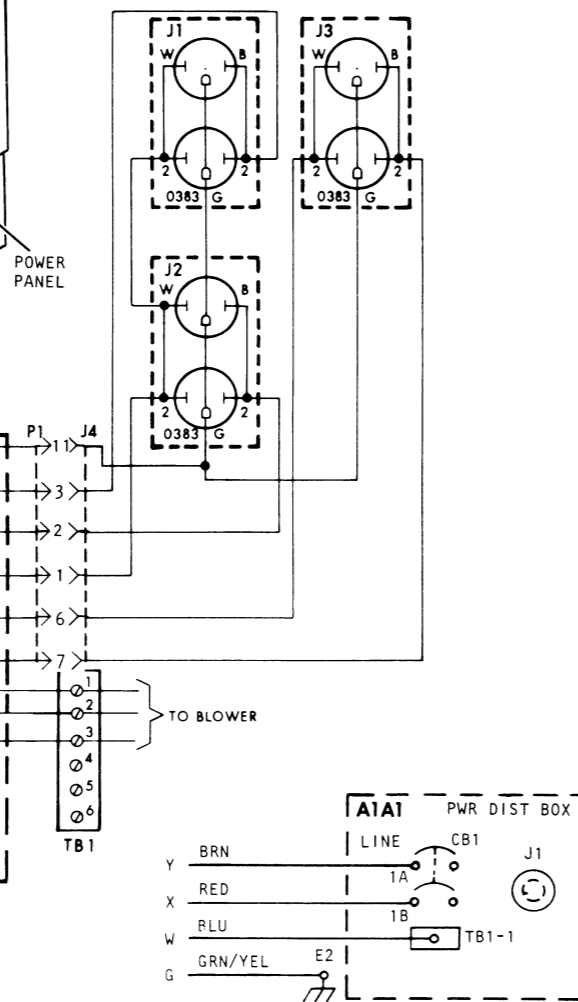 J1
J3
W
B
W
B
2
2
2
2
0383 G
0383 G
POWER
PANEL
J2
W
B
2
2
0383 G
P1
J4
11
3
2
1
6
7
1
2
3
4
5
6
TO BLOWER
TB1
A1A1
PWR DIST BOX
LINE
CB1
J1
Y
BRN
1A
X
RED
1B
W
BLU
TB1-1
G
GRN/YEL
E2